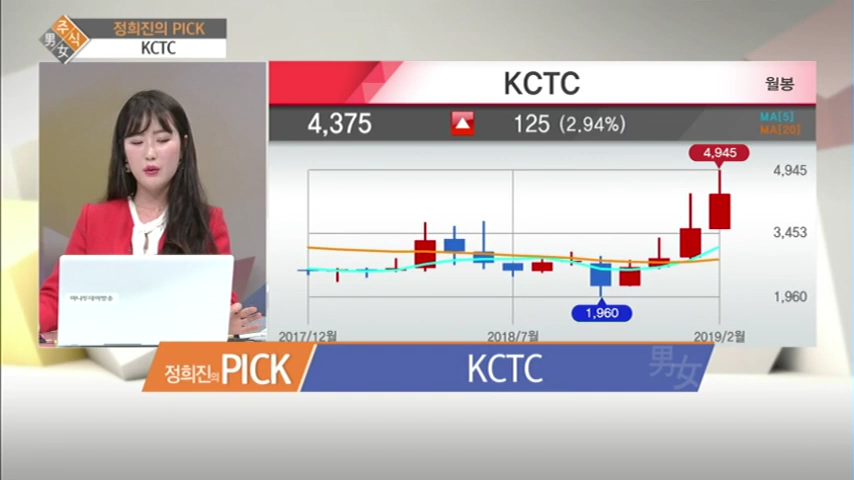 주식
男女
정희진의 PICK
KCTC
KCTC
월봉
4,375
125 (2.94%)
MA[5]
MA[20]
4,945
4,945
3,453
1,960
1,960
2017/12월
2018/7월
2019/2월
정희진의 PICK
KCTC
男女